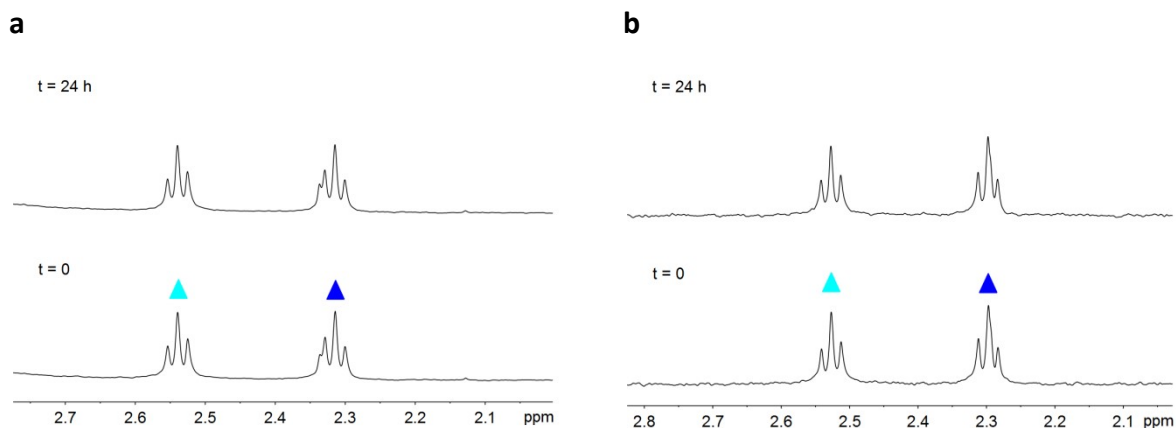 a
t = 24 h
t = 0
2.7 2.6 2.5 2.4 2.3 2.2 2.1 ppm
b
t = 24 h
t = 0
2.8 2.7 2.6 2.5 2.4 2.3 2.2 2.1 ppm